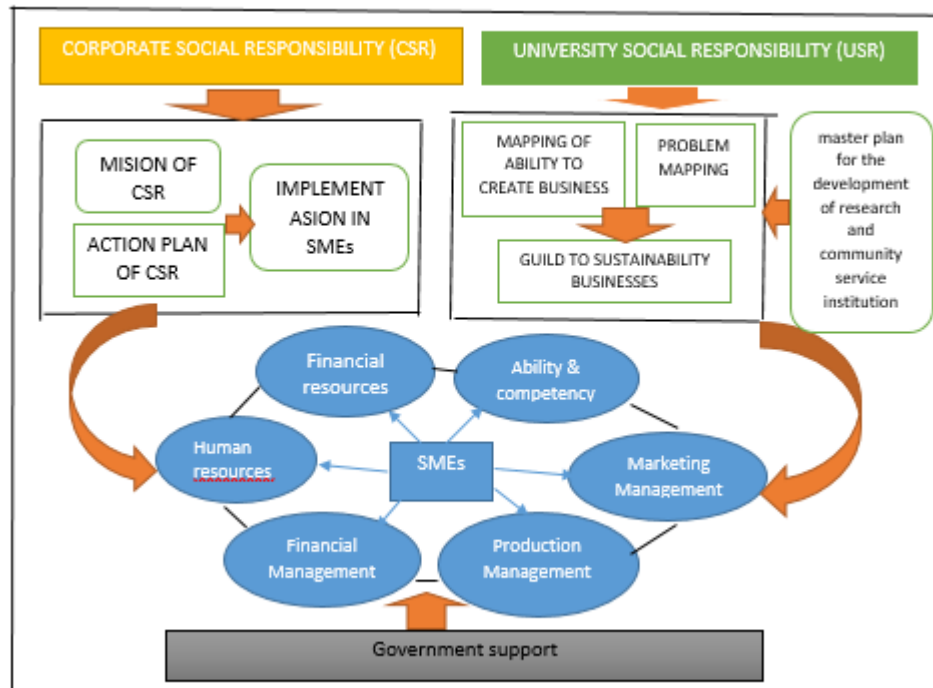 CORPORATE SOCIAL RESPONSIBILITY (CSR)
UNIVERSITY SOCIAL RESPONSIBILITY (USR)
MISION OF
CSR
ACTION PLAN
OF CSR
IMPLEMENT
ASION IN
SMEs
MAPPING OF
ABILITY TO
CREATE BUSINESS
PROBLEM
MAPPING
GUILD TO SUSTAINABILITY
BUSINESSES
master plan
for the
development
of research
and
community
service
institution
Financial
resources
Ability &
competency
Human
resources
SMEs
Marketing
Management
Financial
Management
Production
Management
Government support